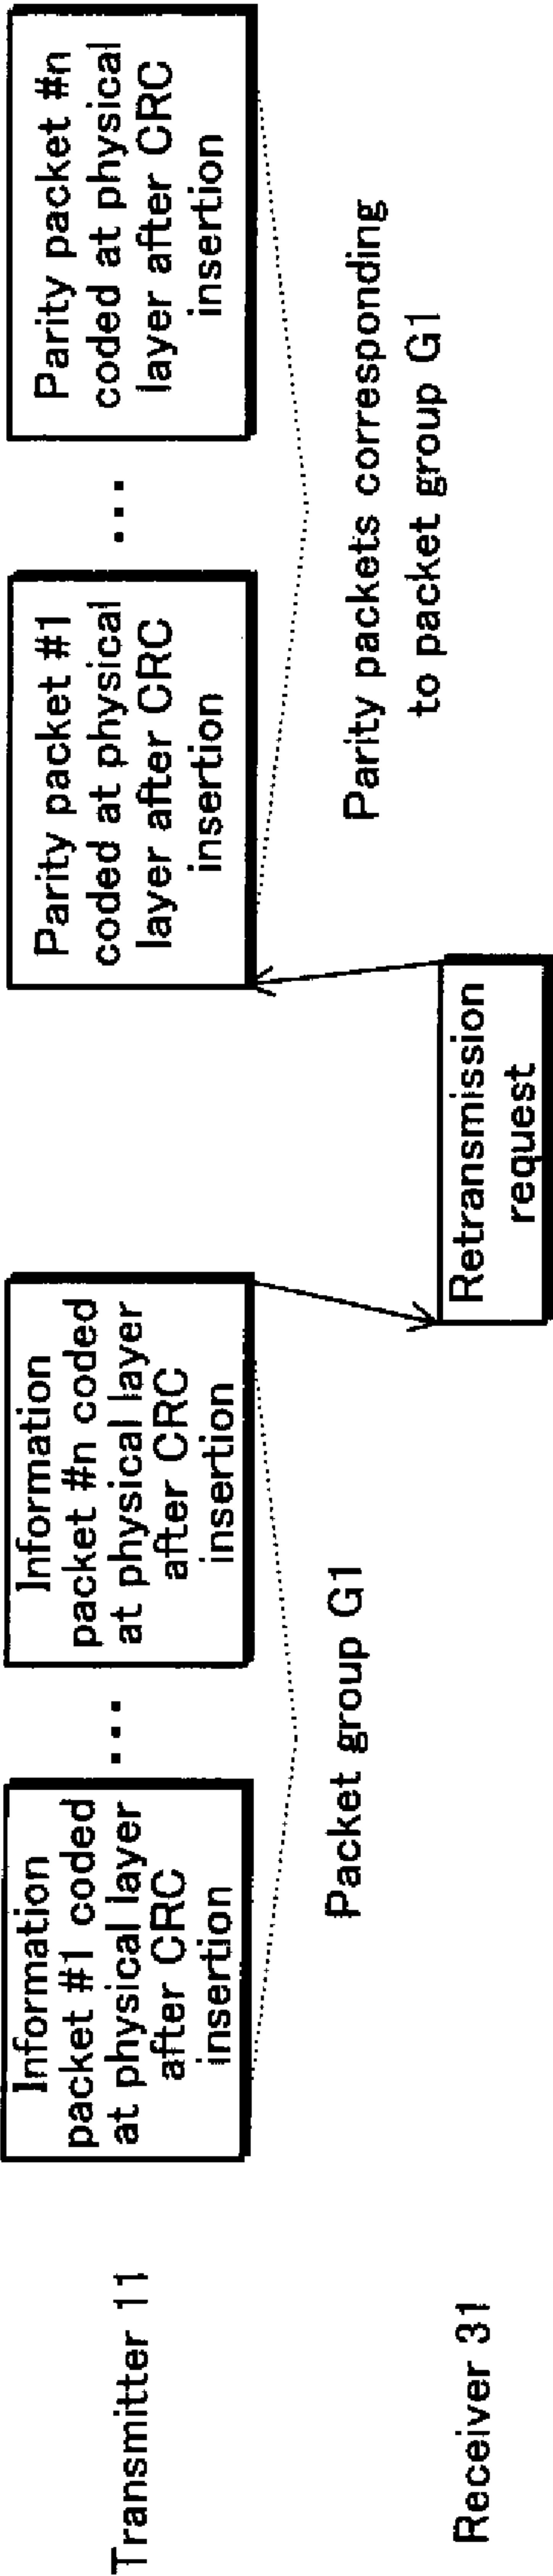 Transmitter 11
Information
packet #1 coded
at physical layer
after CRC
insertion
...
Information
packet #n coded
at physical layer
after CRC
insertion
Parity packet #1
coded at physical
layer after CRC
insertion
...
Parity packet #n
coded at physical
layer after CRC
insertion
Packet group G1
Parity packets corresponding
to packet group G1
Receiver 31
Retransmission
request